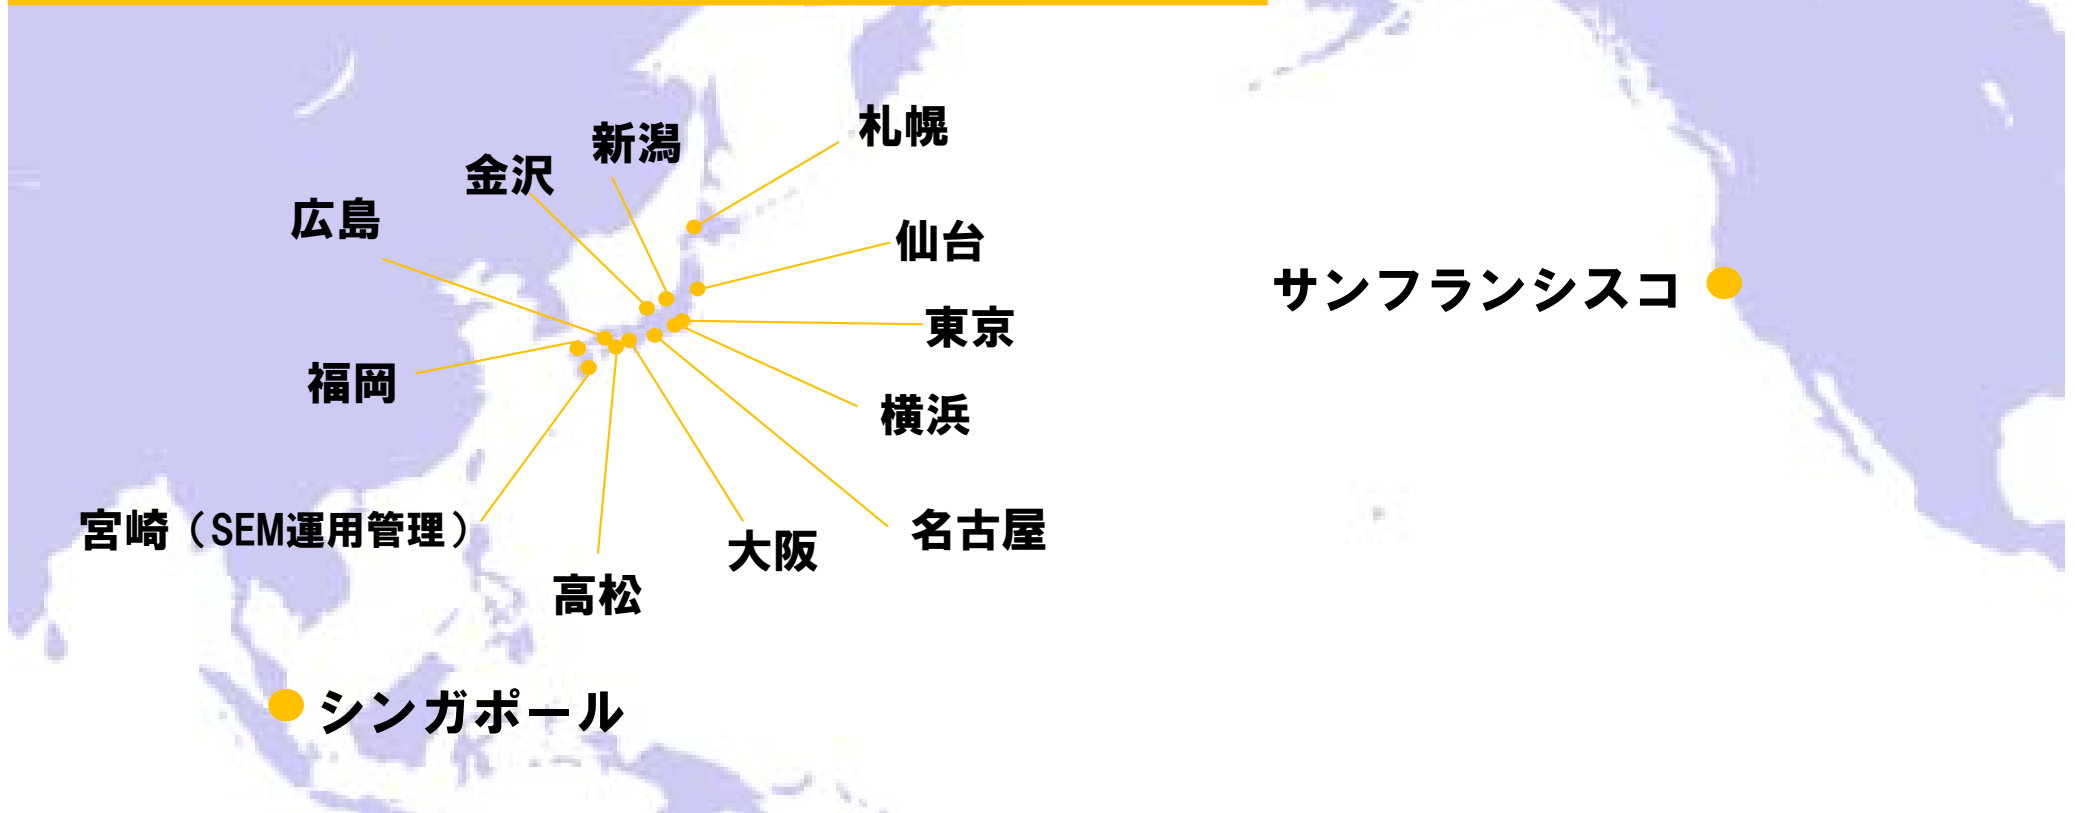 札幌
新潟
金沢
広島
仙台
サンフランシスコ
東京
福岡
横浜
宮崎（SEM運用管理）
名古屋
大阪
高松
シンガポール